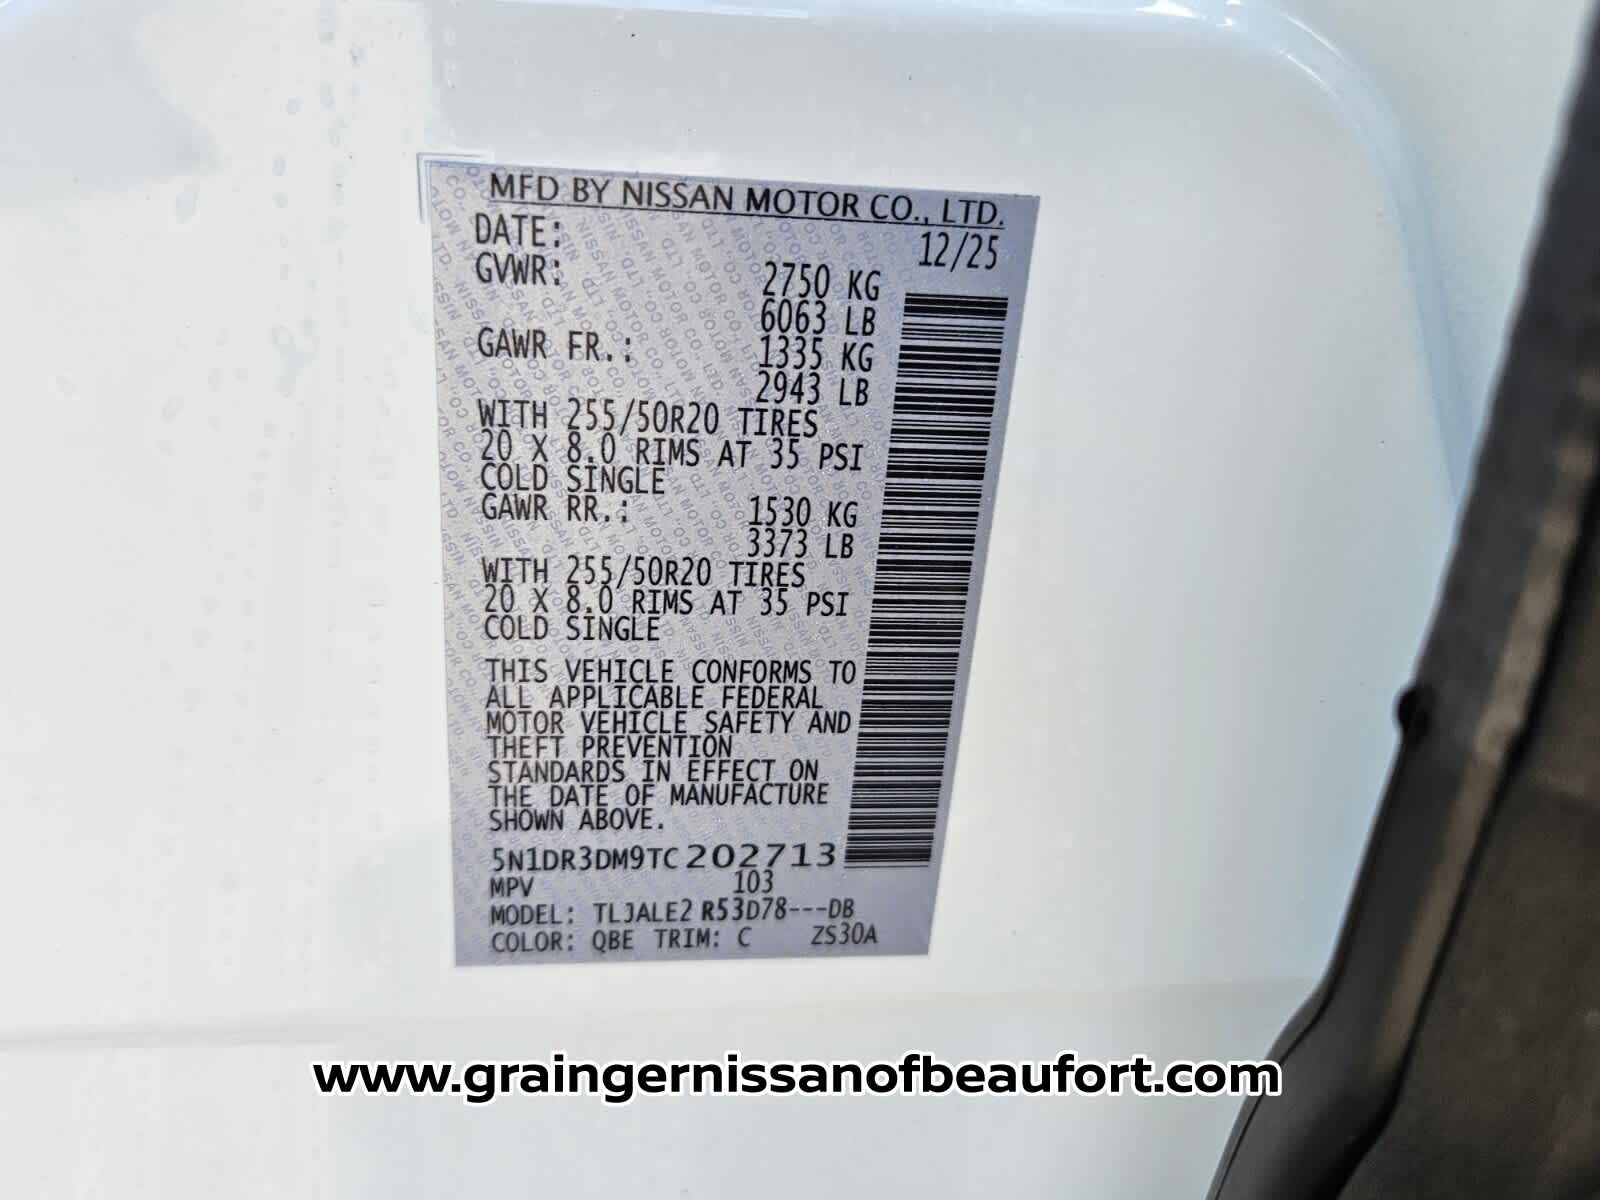 MFD BY NISSAN MOTOR CO., LTD.
DATE: 12/25
GVWR: 2750 KG
6063 LB
GAWR FR.: 1335 KG
2943 LB
WITH 255/50R20 TIRES
20 X 8.0 RIMS AT 35 PSI
COLD SINGLE
GAWR RR.: 1530 KG
3373 LB
WITH 255/50R20 TIRES
20 X 8.0 RIMS AT 35 PSI
COLD SINGLE
THIS VEHICLE CONFORMS TO
ALL APPLICABLE FEDERAL
MOTOR VEHICLE SAFETY AND
THEFT PREVENTION
STANDARDS IN EFFECT ON
THE DATE OF MANUFACTURE
SHOWN ABOVE.
5N1DR3DM9TC202713
MPV 103
MODEL: TLJALE2 R53D78---DB
COLOR: QBE TRIM: C ZS30A
www.graingernissanofbeaufort.com